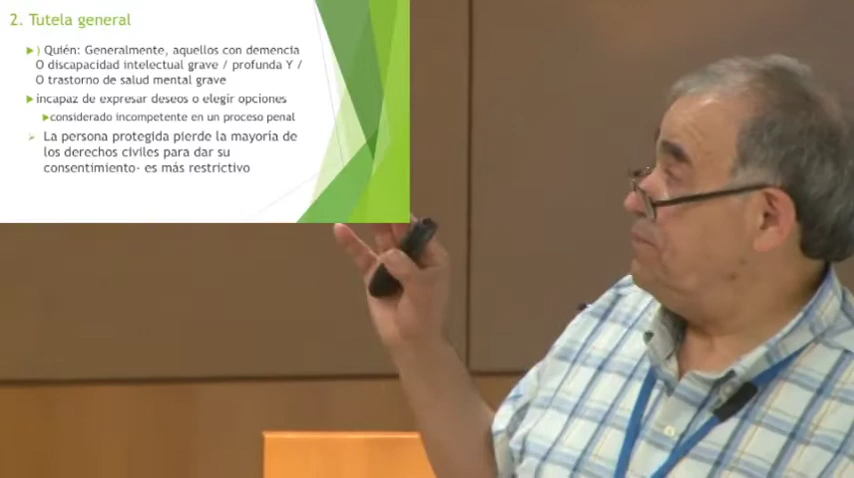 2. Tutela general
) Quién: Generalmente, aquellos con demencia
O discapacidad intelectual grave / profunda Y /
O trastorno de salud mental grave
incapaz de expresar deseos o elegir opciones
considerado incompetente en un proceso penal
La persona protegida pierde la mayoría de
los derechos civiles para dar su
consentimiento- es más restrictivo